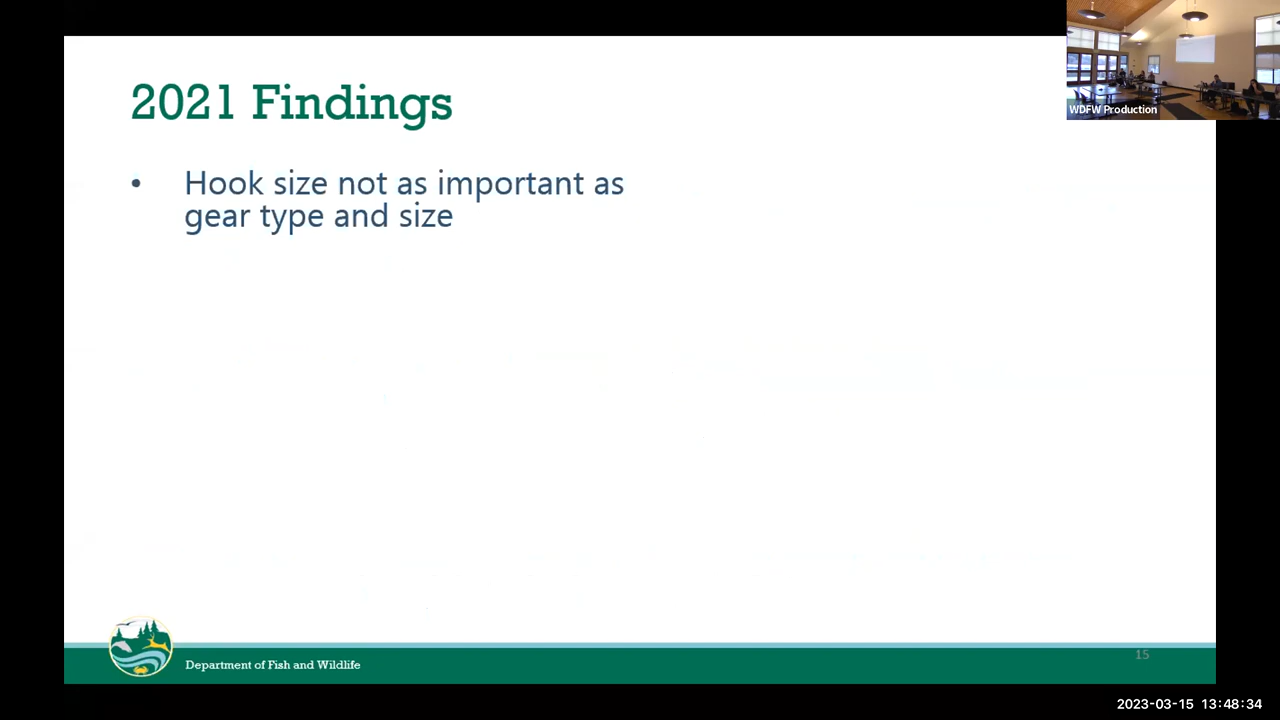 2021 Findings
WDFW Production
• Hook size not as important as
gear type and size
Department of Fish and Wildlife
15
2023-03-15 13:48:34